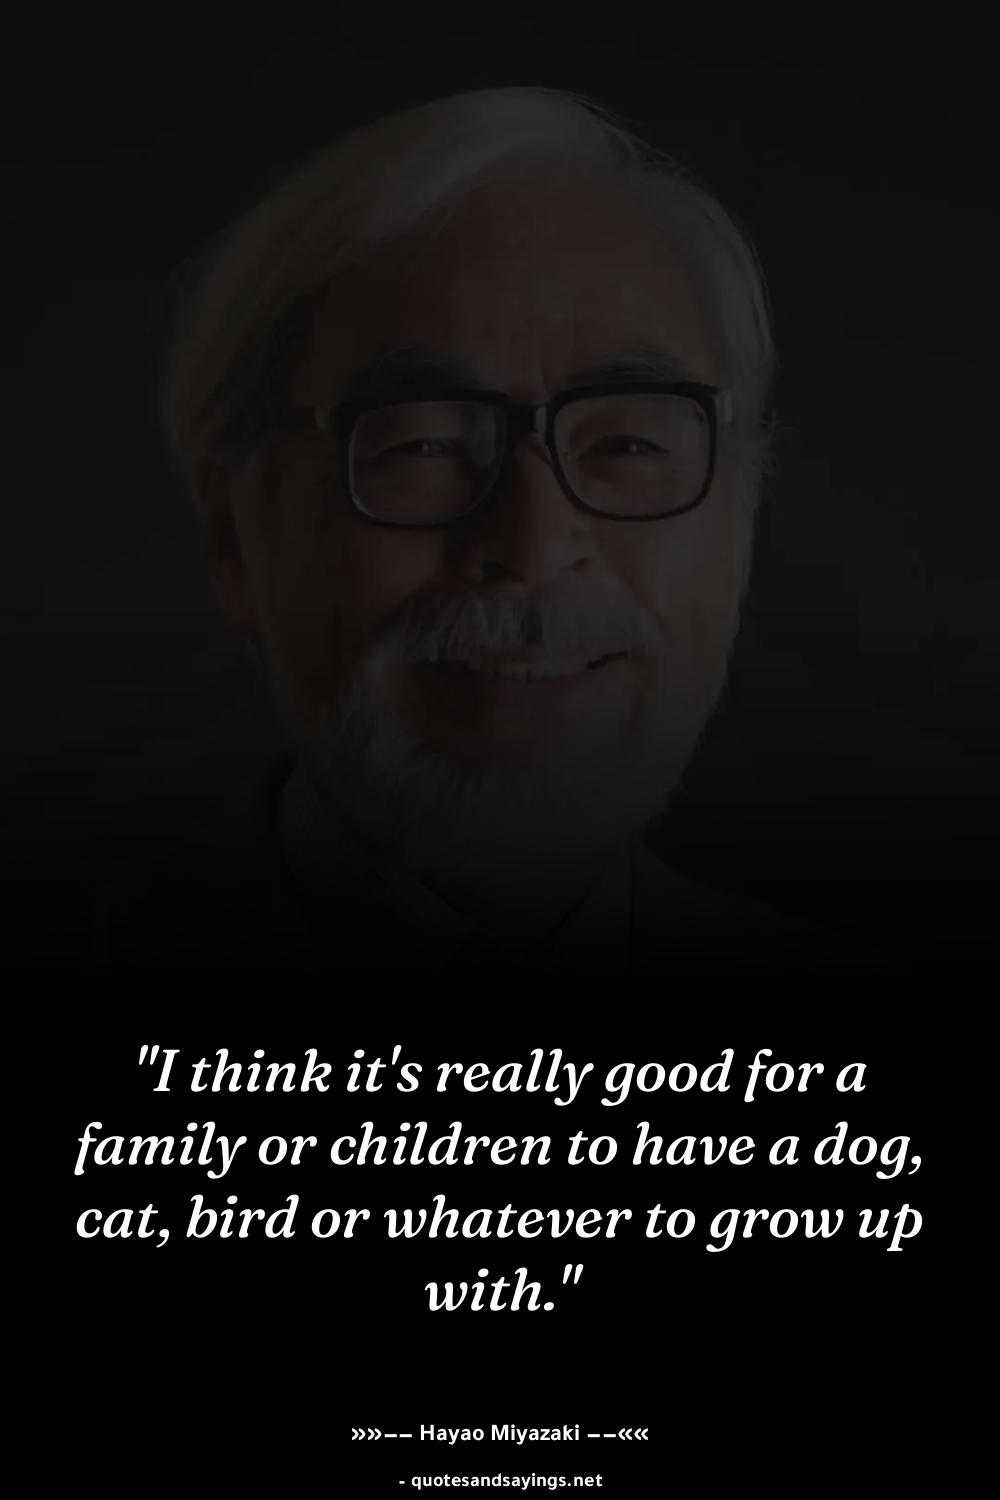 "I think it's really good for a
family or children to have a dog,
cat, bird or whatever to grow up
with."
»»–– Hayao Miyazaki ––««
- quotesandsayings.net